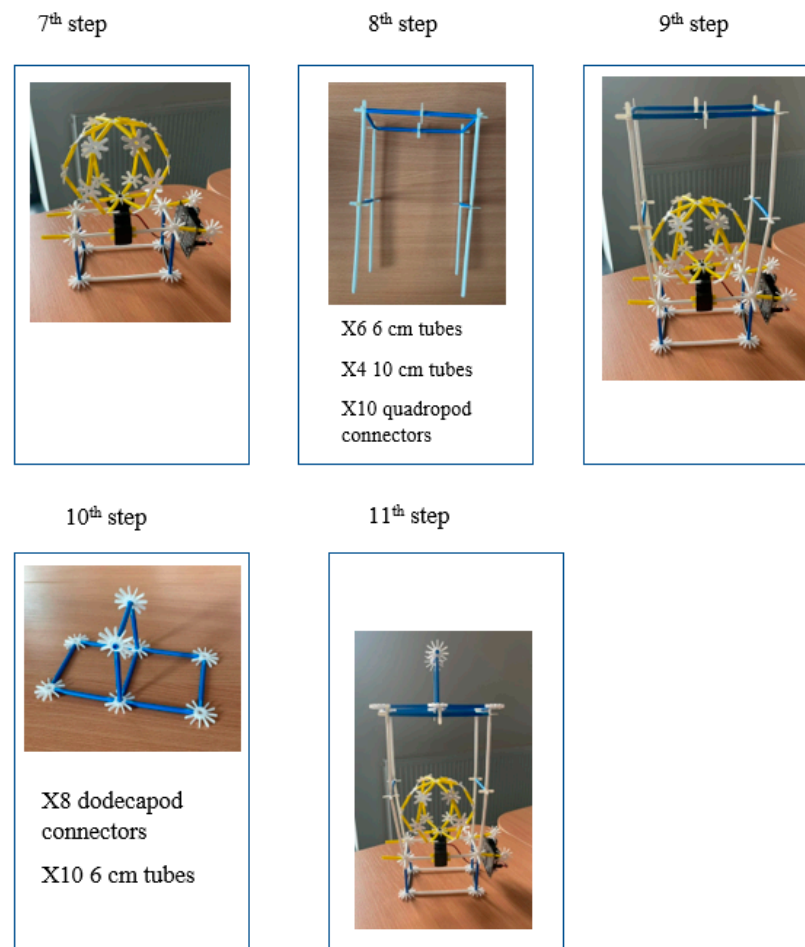 7th step
8th step
9th step
X6 6 cm tubes
X4 10 cm tubes
X10 quadropod
connectors
10th step
11th step
X8 dodecapod
connectors
X10 6 cm tubes